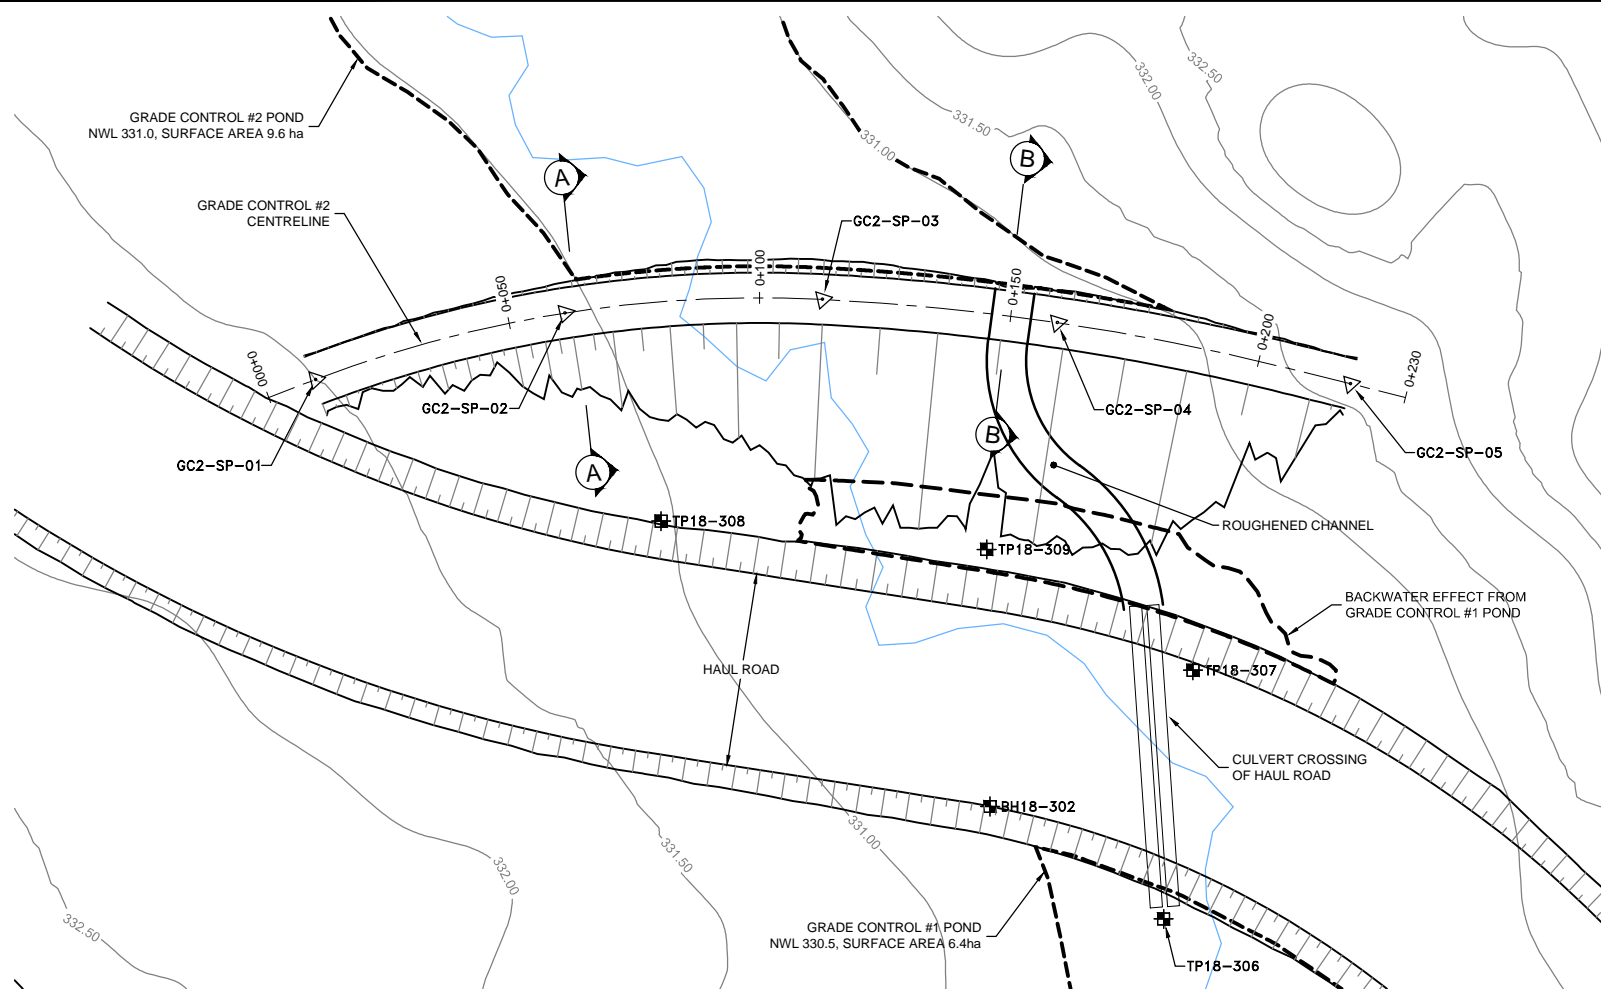 332.50
332.00
331.50
331.00
GRADE CONTROL #2 POND
NWL 331.0, SURFACE AREA 9.6 ha
A
B
GRADE CONTROL #2
CENTRELINE
GC2-SP-03
0+100
0+050
0+150
0+200
0+230
0+000
GC2-SP-02
GC2-SP-04
GC2-SP-01
GC2-SP-05
B
A
TP18-308
TP18-309
ROUGHENED CHANNEL
BACKWATER EFFECT FROM
GRADE CONTROL #1 POND
HAUL ROAD
TP18-307
CULVERT CROSSING
OF HAUL ROAD
BH18-302
331.00
331.50
332.00
332.50
GRADE CONTROL #1 POND
NWL 330.5, SURFACE AREA 6.4ha
TP18-306